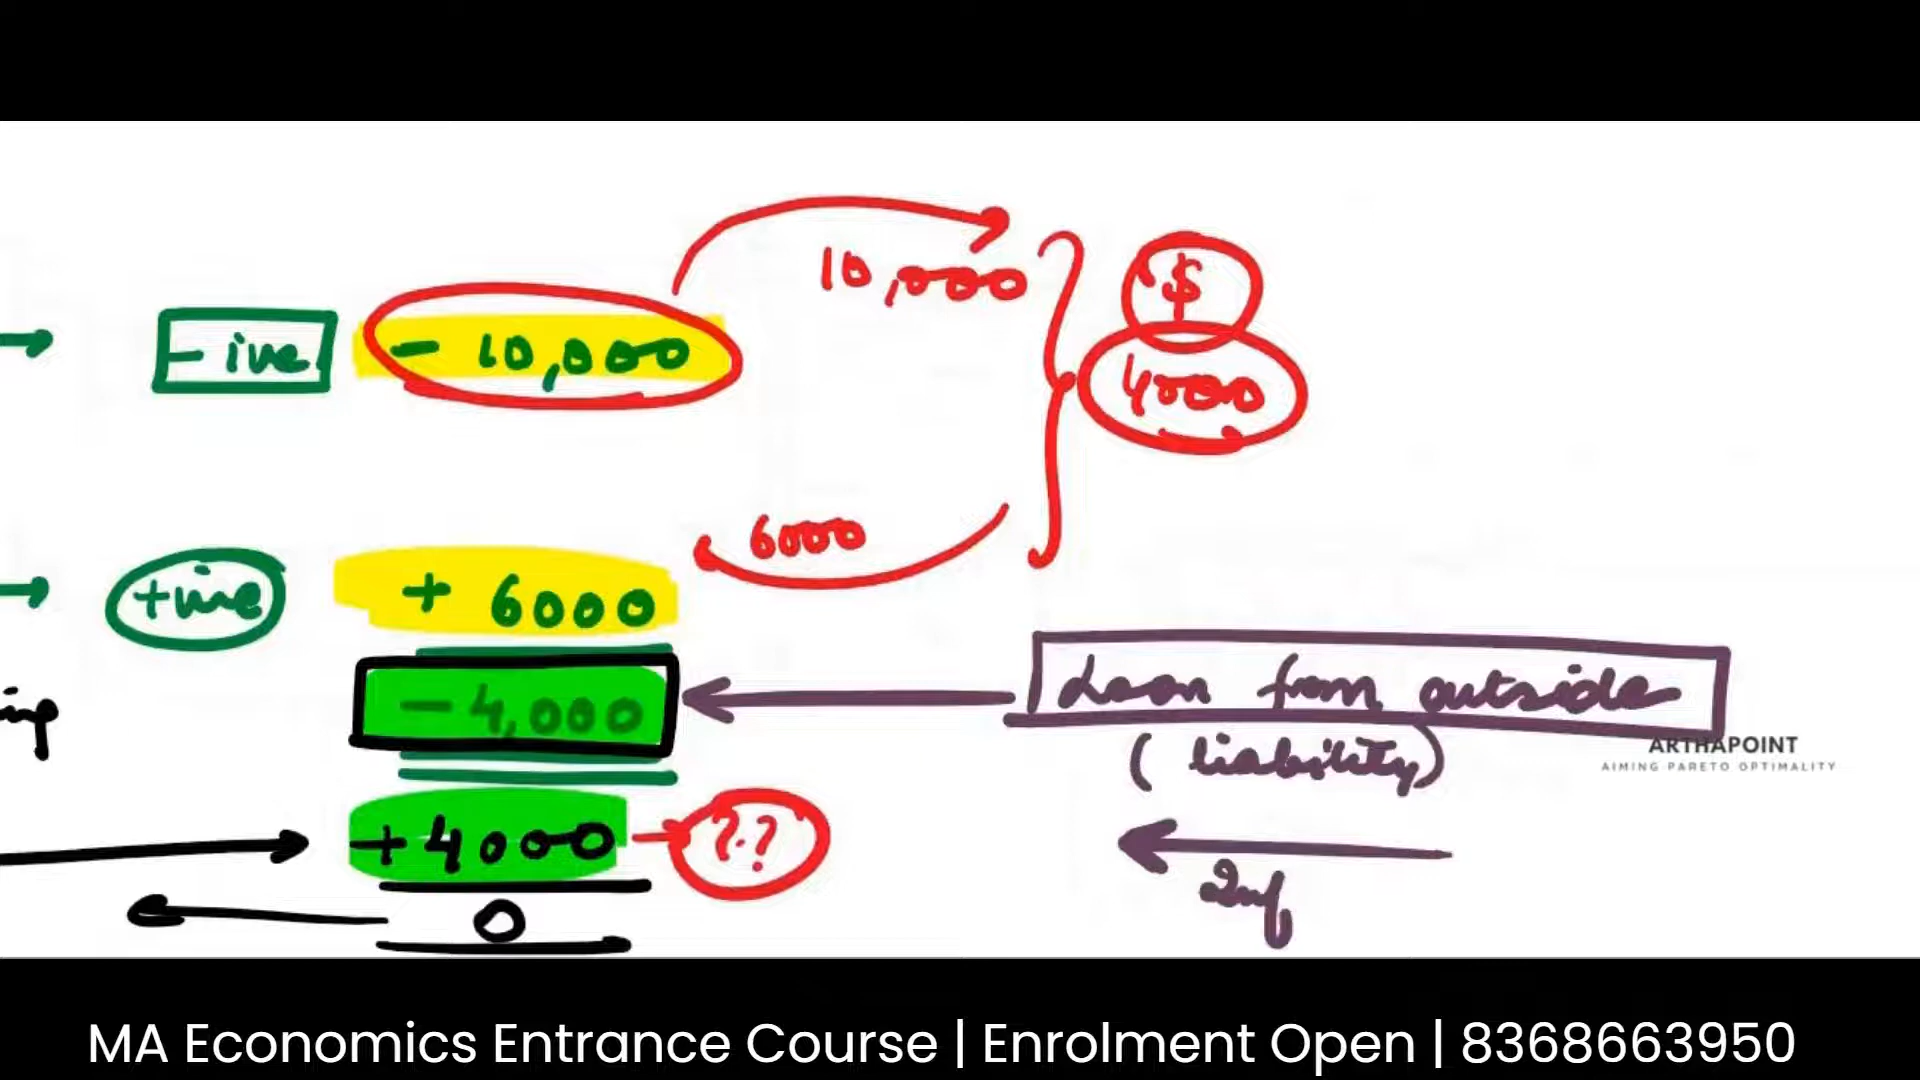 10,000
$
- ive - 10,000
4000
6000
+ive + 6000
Loan from outside
- 4,000
ARTHAPOINT
AIMING PARETO OPTIMALITY
(liability)
+4000 ??
Inf
0
MA Economics Entrance Course | Enrolment Open | 8368663950